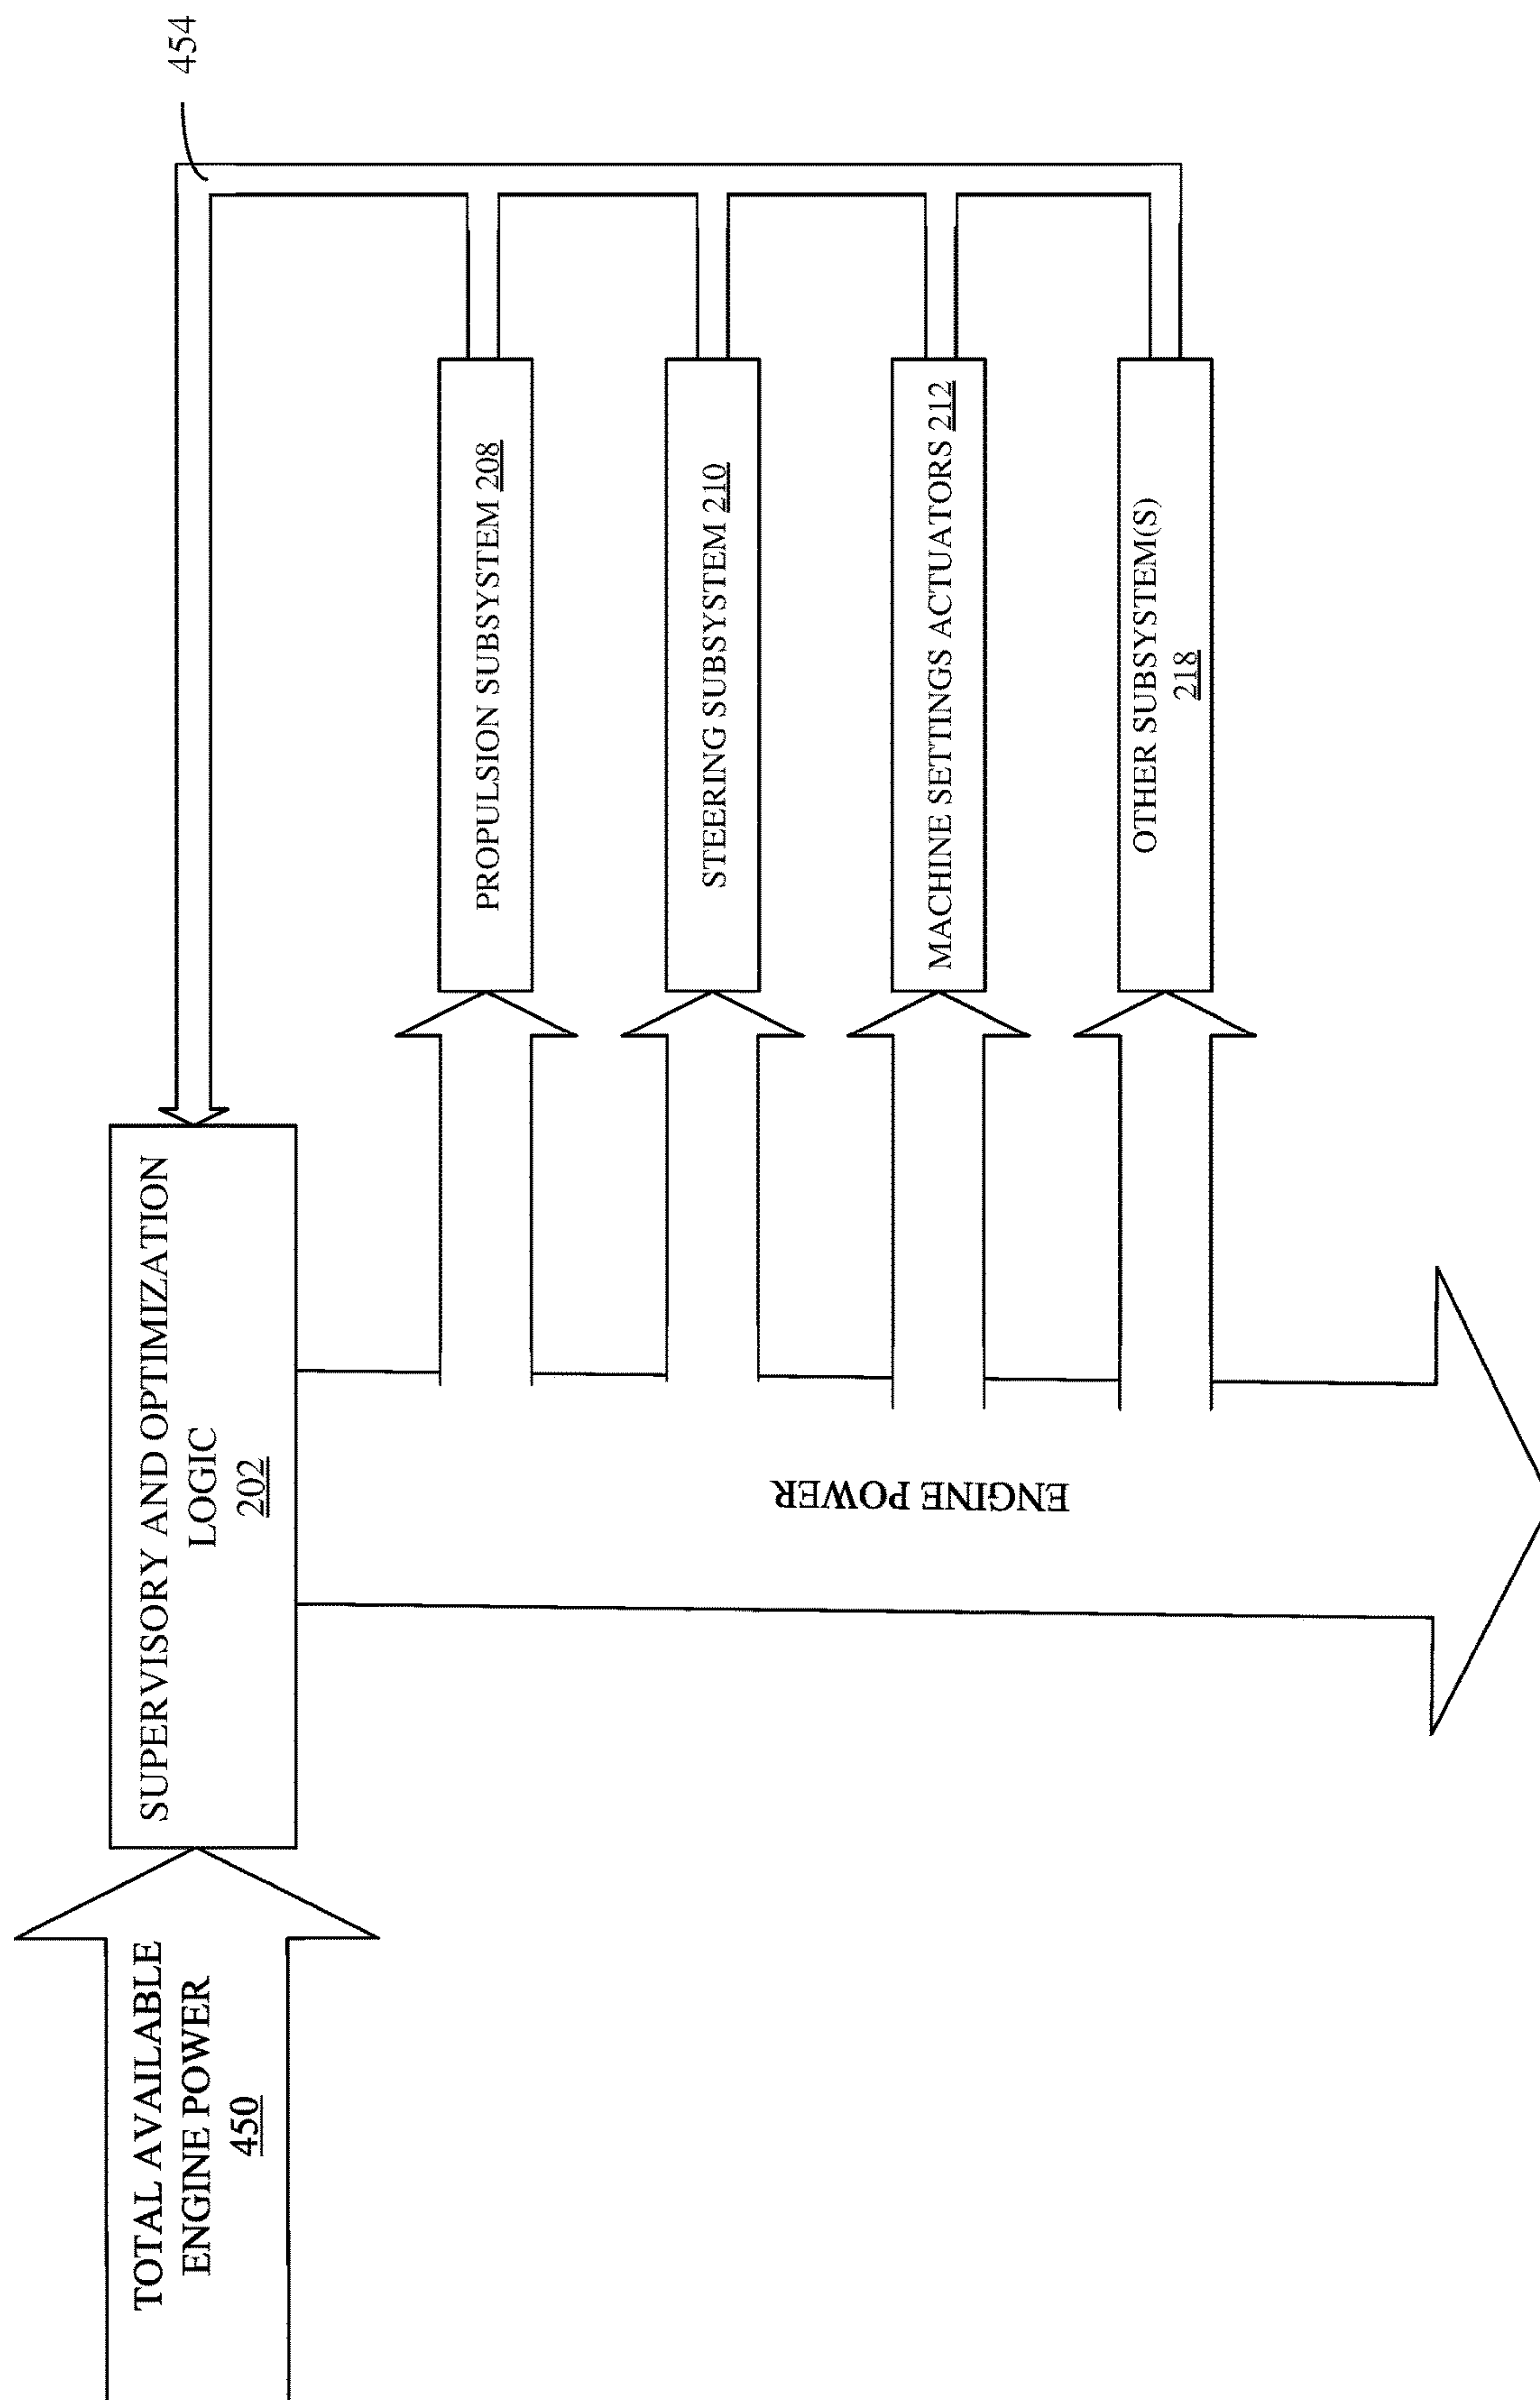 454
TOTAL AVAILABLE
ENGINE POWER
450
SUPERVISORY AND OPTIMIZATION
LOGIC
202
PROPULSION SUBSYSTEM 208
STEERING SUBSYSTEM 210
MACHINE SETTINGS ACTUATORS 212
OTHER SUBSYSTEM(S)
218
ENGINE POWER